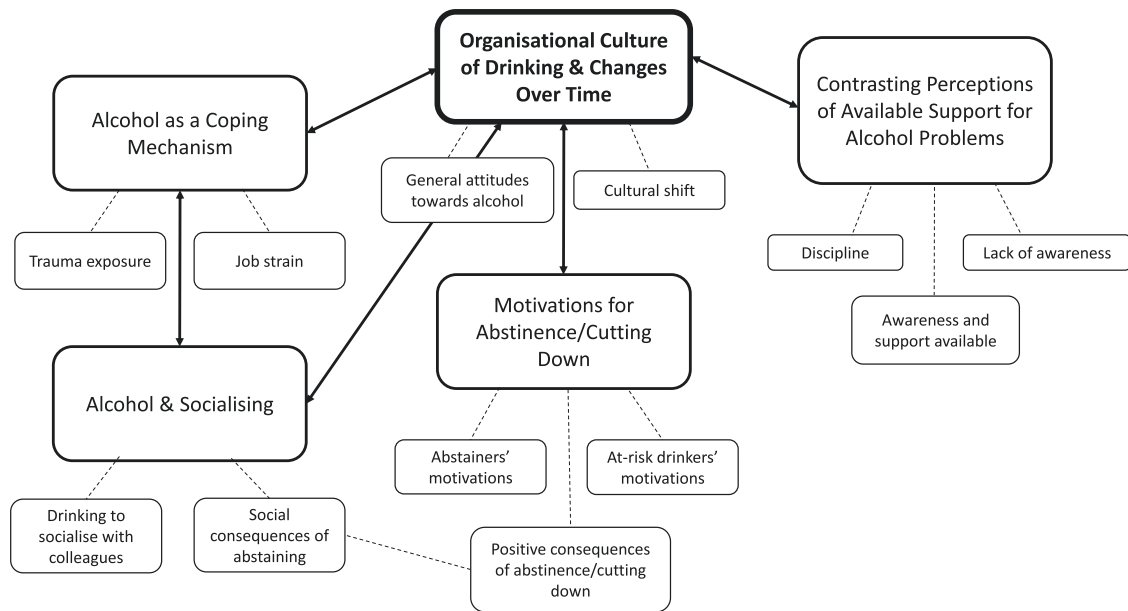 Organisational Culture
of Drinking & Changes
Over Time
Alcohol as a Coping
Mechanism
Contrasting Perceptions
of Available Support for
Alcohol Problems
General attitudes
towards alcohol
Cultural shift
Trauma exposure
Job strain
Discipline
Lack of awareness
Awareness and
support available
Motivations for
Abstinence/Cutting
Down
Alcohol & Socialising
Abstainers’
motivations
At-risk drinkers’
motivations
Drinking to
socialise with
colleagues
Social
consequences of
abstaining
Positive consequences
of abstinence/cutting
down